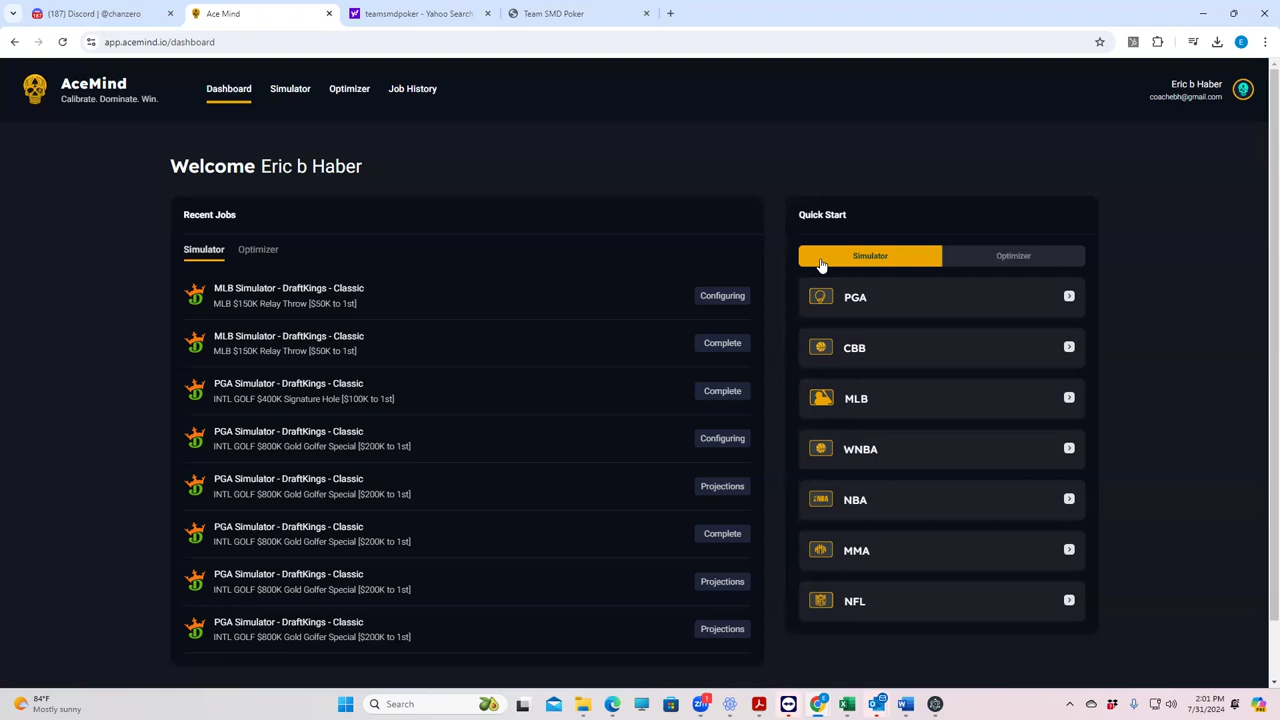 (187) Discord | @chanzero
Ace Mind
teamsmdpoker - Yahoo Search
Team SMD Poker
app.acemind.io/dashboard
AceMind
Calibrate. Dominate. Win.
Dashboard
Simulator
Optimizer
Job History
Eric b Haber
coachebh@gmail.com
Welcome Eric b Haber
Recent Jobs
Simulator
Optimizer
MLB Simulator - DraftKings - Classic
MLB $150K Relay Throw [$50K to 1st]
Configuring
MLB Simulator - DraftKings - Classic
MLB $150K Relay Throw [$50K to 1st]
Complete
PGA Simulator - DraftKings - Classic
INTL GOLF $400K Signature Hole [$100K to 1st]
Complete
PGA Simulator - DraftKings - Classic
INTL GOLF $800K Gold Golfer Special [$200K to 1st]
Configuring
PGA Simulator - DraftKings - Classic
INTL GOLF $800K Gold Golfer Special [$200K to 1st]
Projections
PGA Simulator - DraftKings - Classic
INTL GOLF $800K Gold Golfer Special [$200K to 1st]
Complete
PGA Simulator - DraftKings - Classic
INTL GOLF $800K Gold Golfer Special [$200K to 1st]
Projections
PGA Simulator - DraftKings - Classic
INTL GOLF $800K Gold Golfer Special [$200K to 1st]
Projections
Quick Start
Simulator
Optimizer
PGA
CBB
MLB
WNBA
NBA
MMA
NFL
84°F
Mostly sunny
Search
2:01 PM
7/31/2024